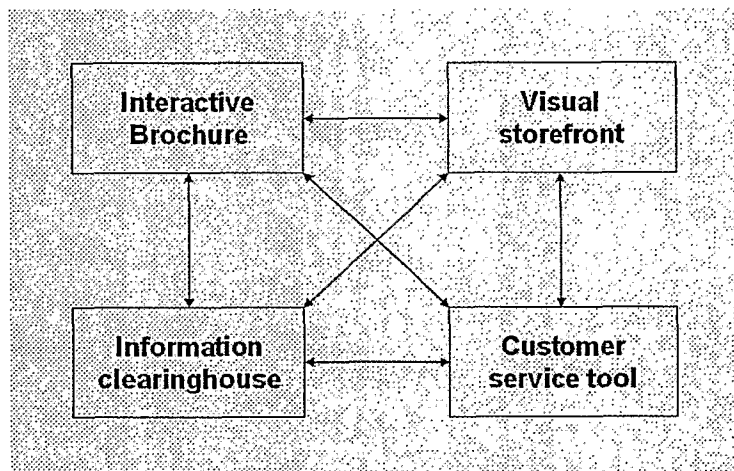 Interactive
Brochure
Visual
storefront
Information
clearinghouse
Customer
service tool